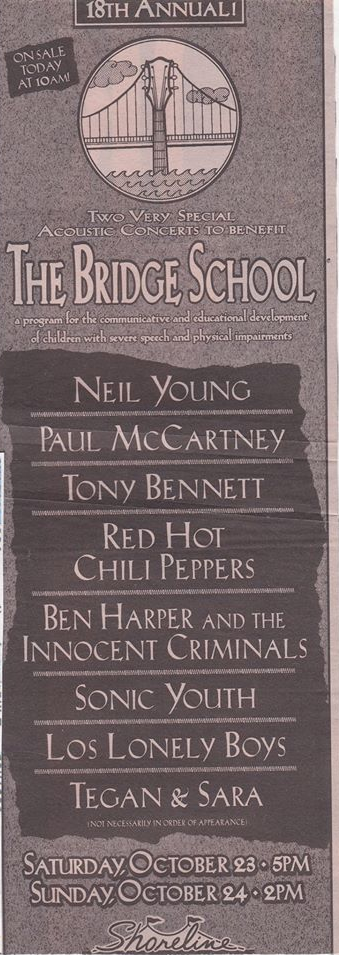 18TH ANNUAL!
ON SALE
TODAY
AT 10AM!
TWO VERY SPECIAL
ACOUSTIC CONCERTS TO BENEFIT
THE BRIDGE SCHOOL
a program for the communicative and educational development
of children with severe speech and physical impairments
NEIL YOUNG
PAUL MCCARTNEY
TONY BENNETT
RED HOT
CHILI PEPPERS
BEN HARPER AND THE
INNOCENT CRIMINALS
SONIC YOUTH
LOS LONELY BOYS
TEGAN & SARA
(NOT NECESSARILY IN ORDER OF APPEARANCE)
SATURDAY, OCTOBER 23 • 5PM
SUNDAY, OCTOBER 24 • 2PM
Shoreline